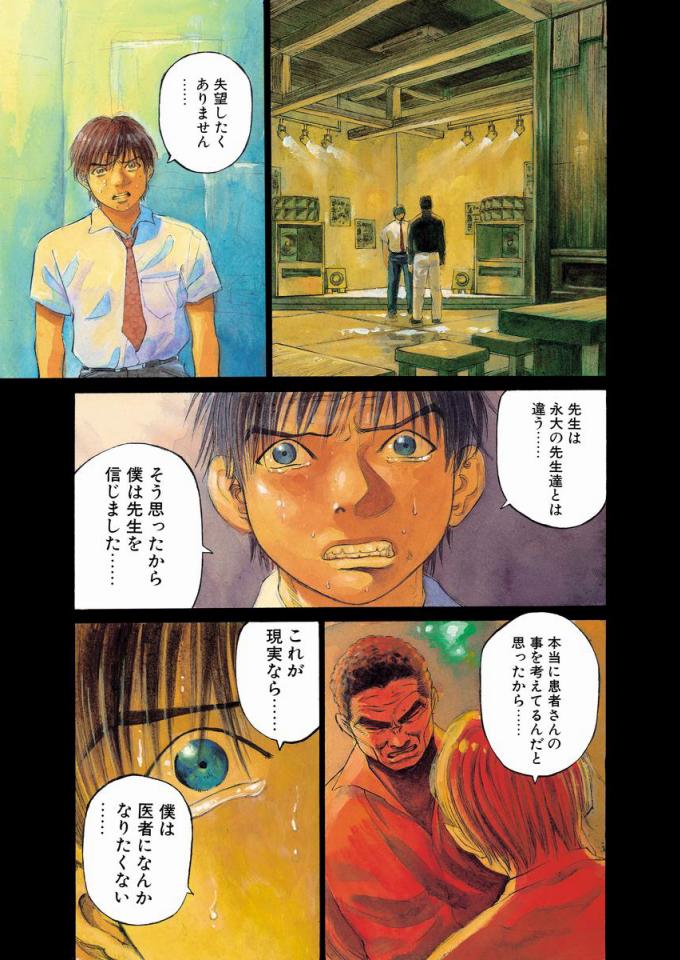 失望したく
ありません
……
先生は
永大の先生達とは
違う……
そう思ったから
僕は先生を
信じました……
本当に患者さんの
事を考えてるんだと
思ったから……
これが
現実なら……
僕は
医者になんか
なりたくない
……